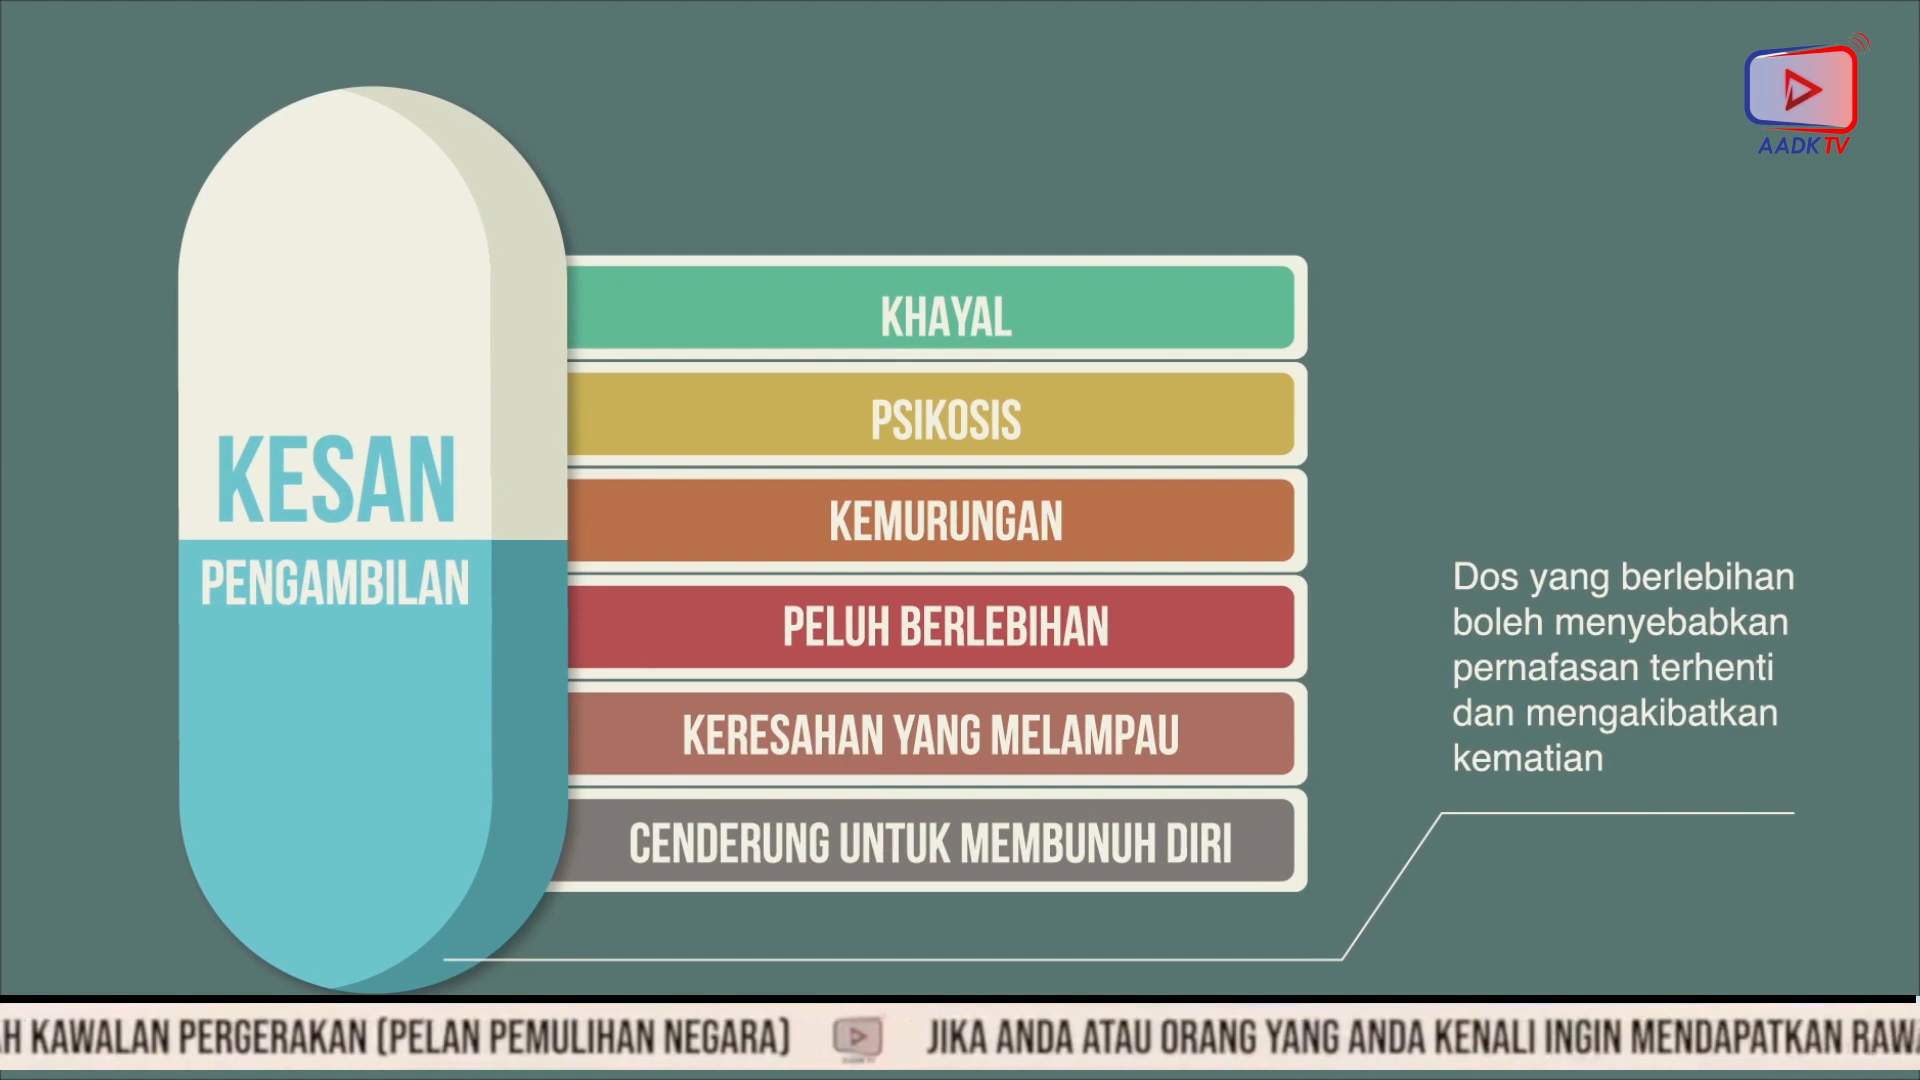 AADK TV
KESAN
PENGAMBILAN
KHAYAL
PSIKOSIS
KEMURUNGAN
PELUH BERLEBIHAN
KERESAHAN YANG MELAMPAU
CENDERUNG UNTUK MEMBUNUH DIRI
Dos yang berlebihan
boleh menyebabkan
pernafasan terhenti
dan mengakibatkan
kematian
KAWALAN PERGERAKAN (PELAN PEMULIHAN NEGARA) JIKA ANDA ATAU ORANG YANG ANDA KENALI INGIN MENDAPATKAN